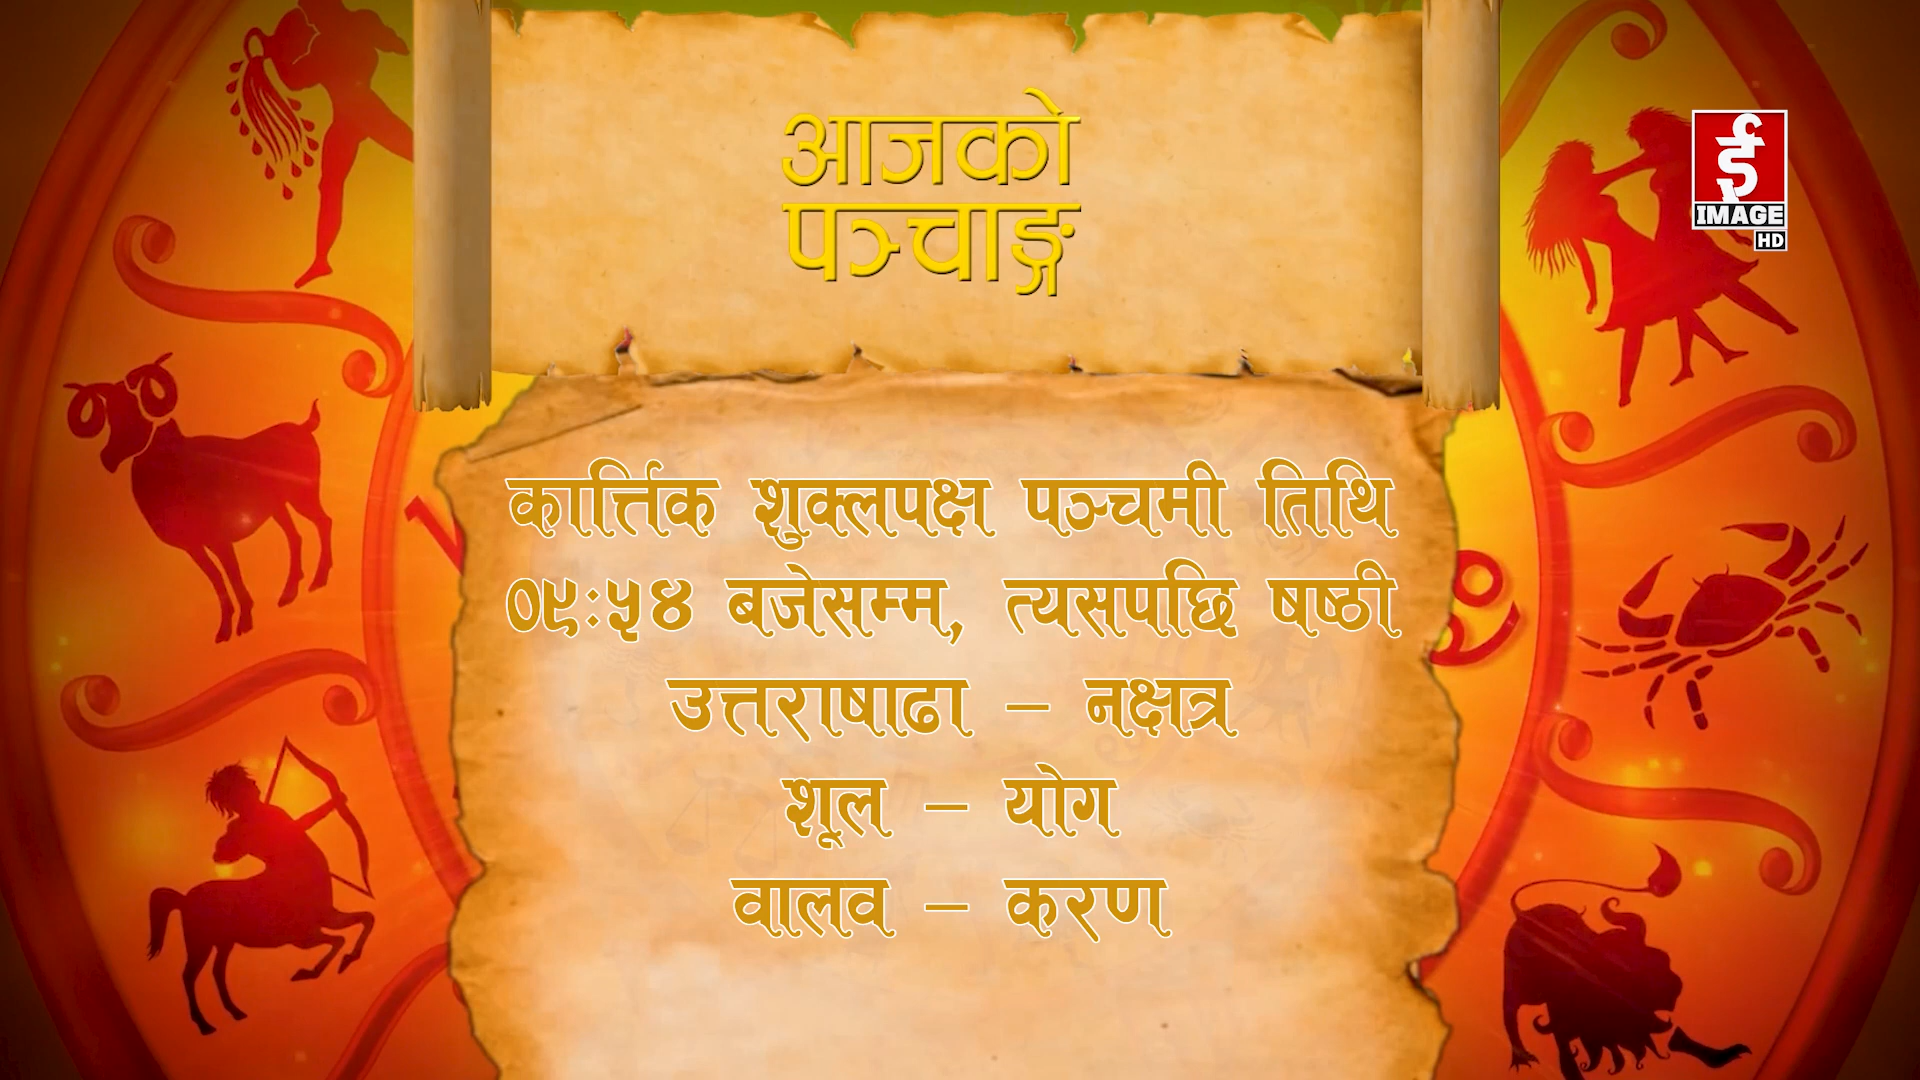 आजको
पञ्चाङ्ग
IMAGE
HD
कार्त्तिक शुक्लपक्ष पञ्चमी तिथि
०९:५४ बजेसम्म, त्यसपछि षष्ठी
उत्तराषाढा – नक्षत्र
शूल – योग
वालव – करण